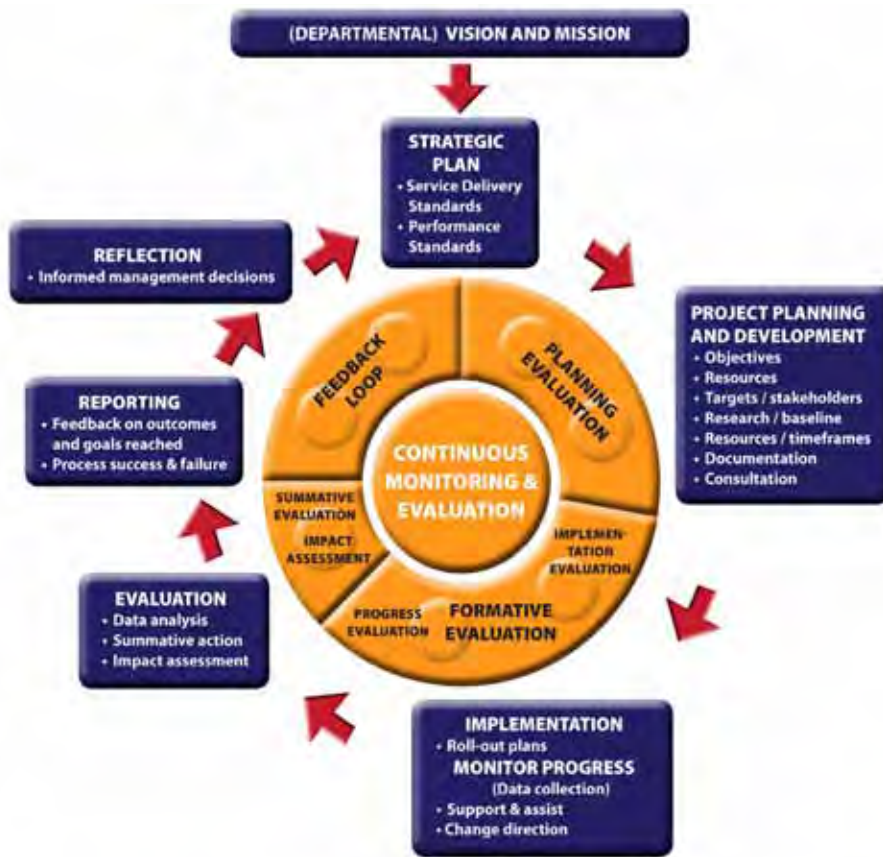 (DEPARTMENTAL) VISION AND MISSION
STRATEGIC
PLAN
• Service Delivery
Standards
• Performance
Standards
REFLECTION
• Informed management decisions
PROJECT PLANNING
AND DEVELOPMENT
• Objectives
• Resources
• Targets / stakeholders
• Research / baseline
• Resources / timeframes
• Documentation
• Consultation
REPORTING
• Feedback on outcomes
and goals reached
• Process success & failure
FEEDBACK
LOOP
PLANNING
EVALUATION
CONTINUOUS
MONITORING &
EVALUATION
SUMMATIVE
EVALUATION
IMPACT
ASSESSMENT
IMPLEMEN-
TATION
EVALUATION
PROGRESS
EVALUATION
FORMATIVE
EVALUATION
EVALUATION
• Data analysis
• Summative action
• Impact assessment
IMPLEMENTATION
• Roll-out plans
MONITOR PROGRESS
(Data collection)
• Support & assist
• Change direction